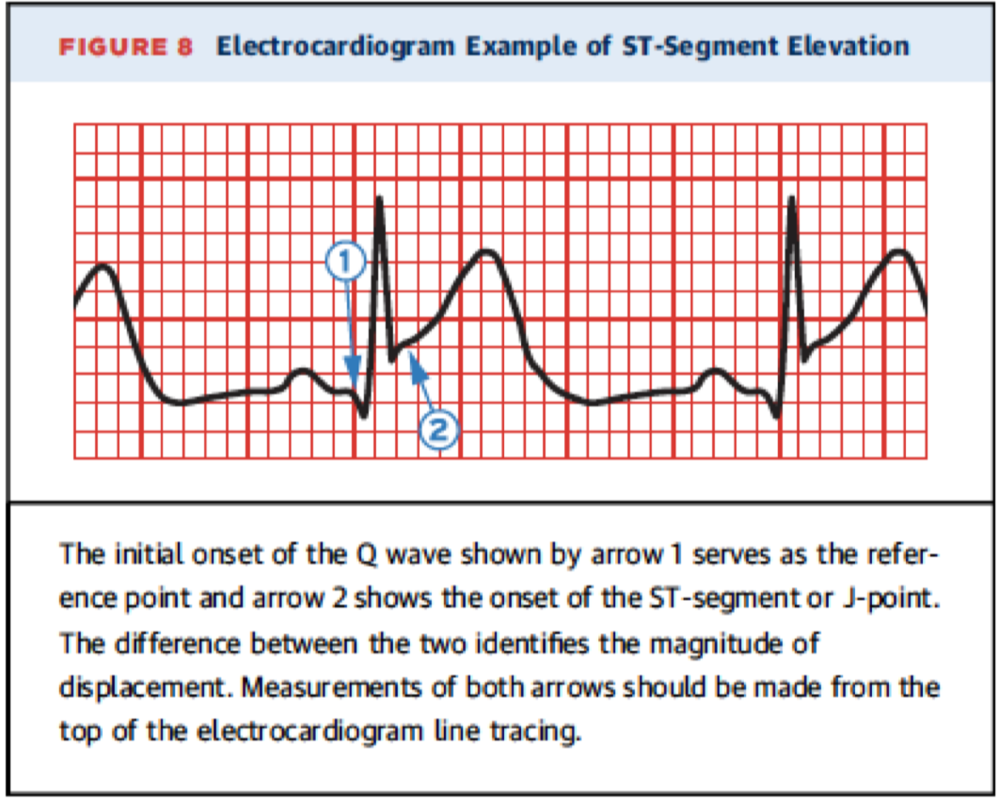 FIGURE 8 Electrocardiogram Example of ST-Segment Elevation
1
2
The initial onset of the Q wave shown by arrow 1 serves as the refer-
ence point and arrow 2 shows the onset of the ST-segment or J-point.
The difference between the two identifies the magnitude of
displacement. Measurements of both arrows should be made from the
top of the electrocardiogram line tracing.